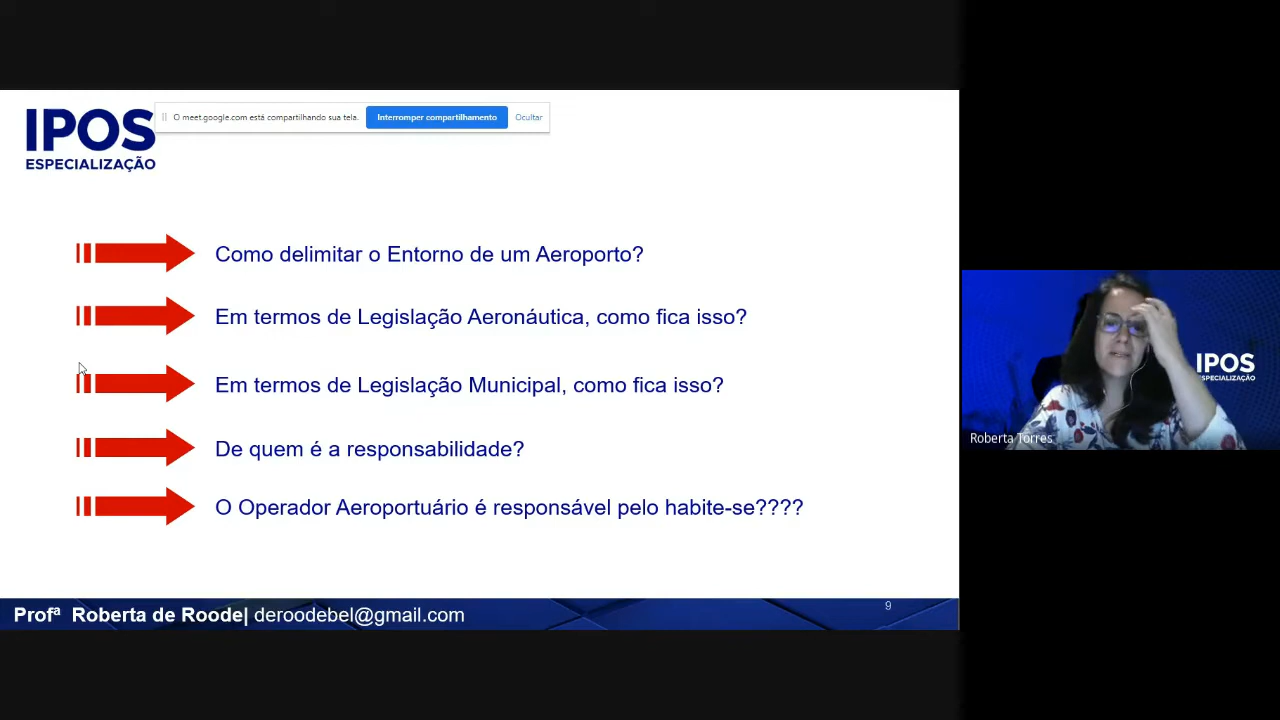 IPOS
ESPECIALIZAÇÃO
O meet.google.com está compartilhando sua tela.
Interromper compartilhamento
Ocultar
Como delimitar o Entorno de um Aeroporto?
Em termos de Legislação Aeronáutica, como fica isso?
Em termos de Legislação Municipal, como fica isso?
De quem é a responsabilidade?
O Operador Aeroportuário é responsável pelo habite-se????
Profª Roberta de Roode| deroodebel@gmail.com
9
IPOS
ESPECIALIZAÇÃO
Roberta Torres